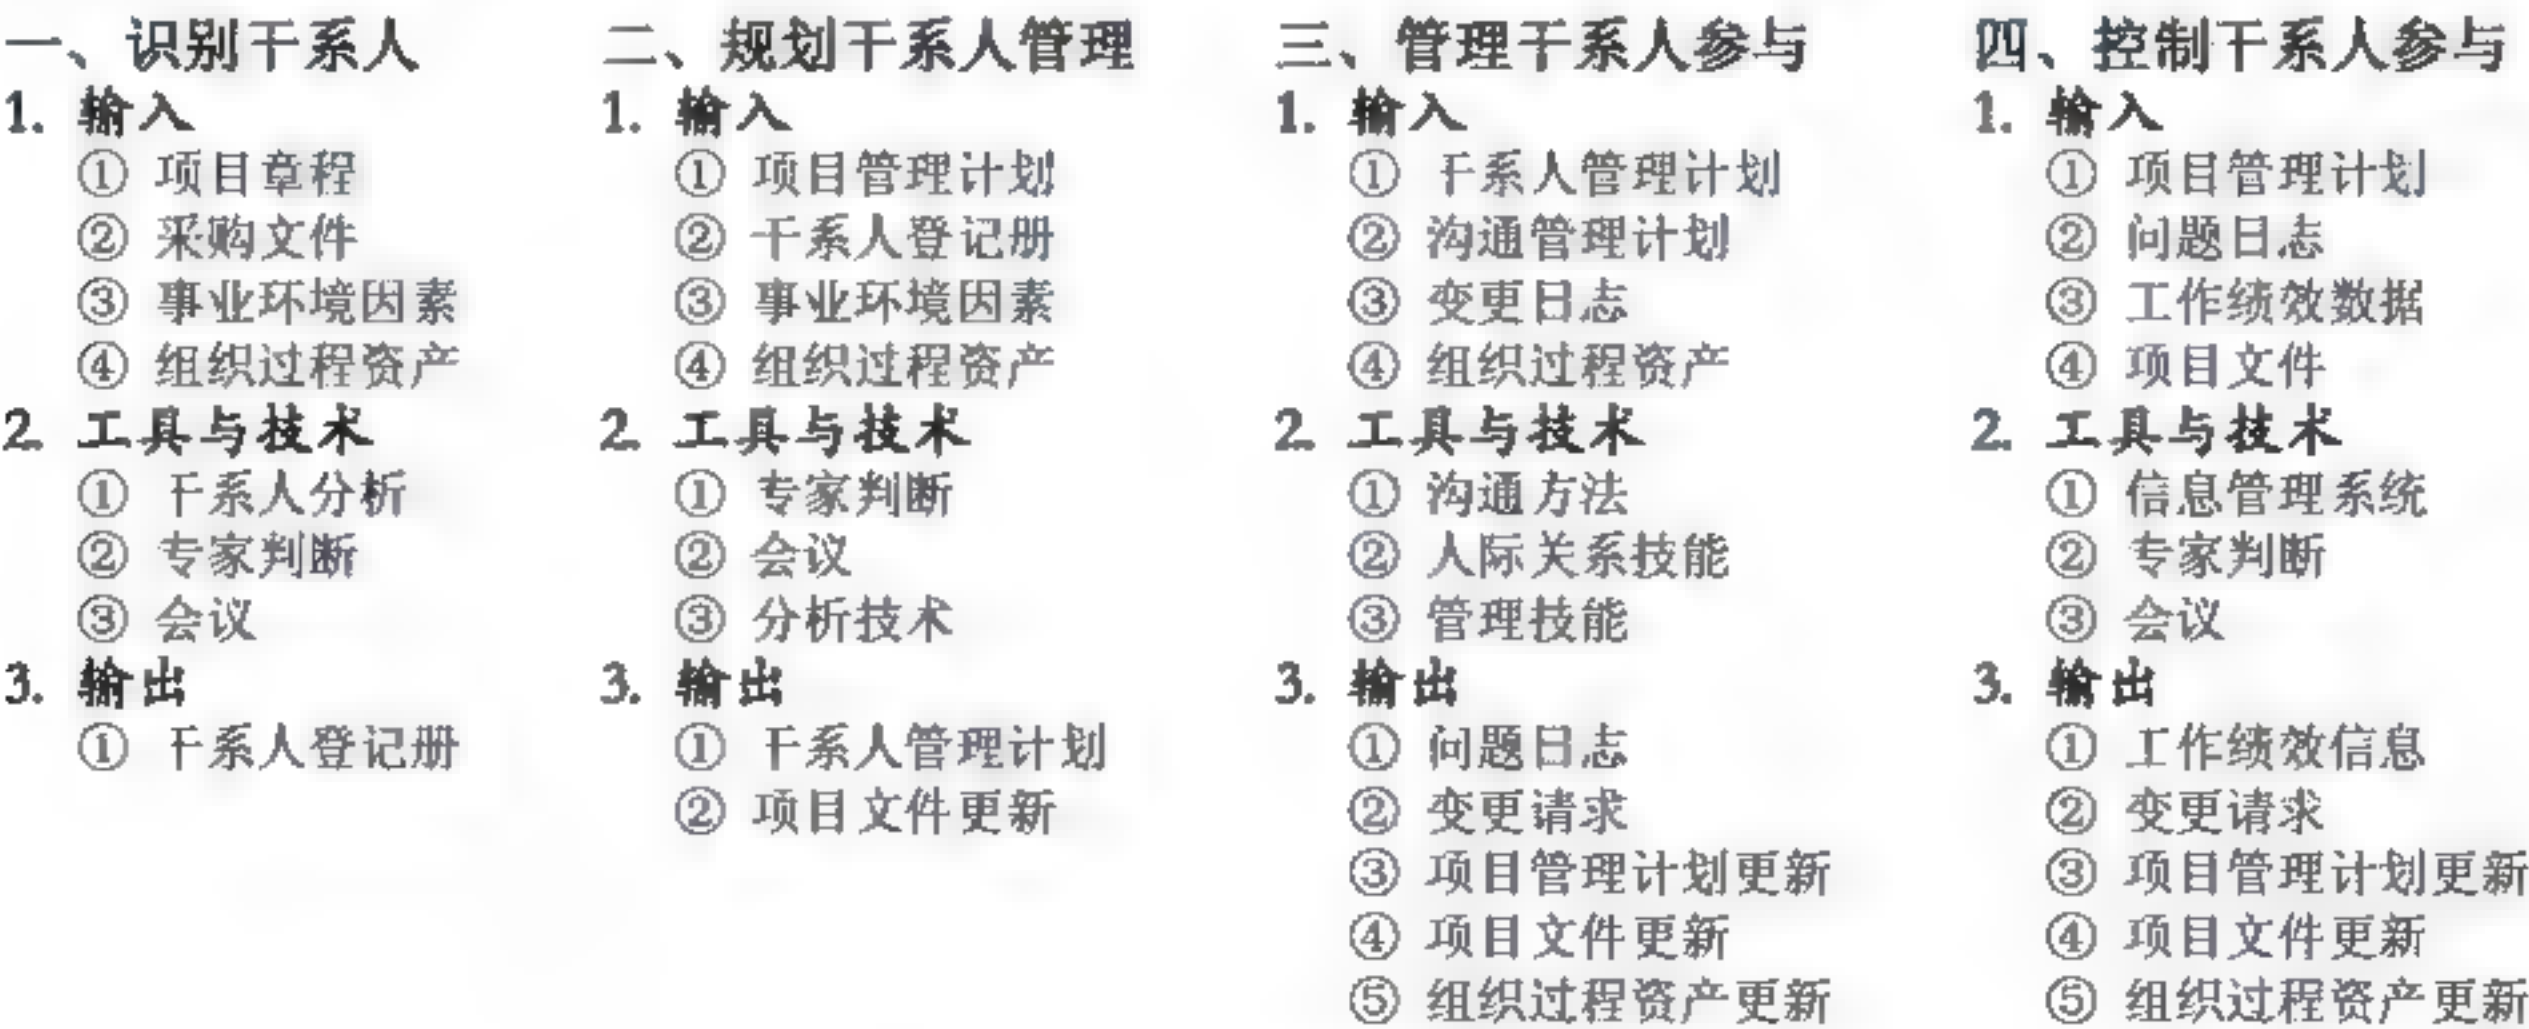 一、识别干系人
1. 输入
① 项目章程
② 采购文件
③ 事业环境因素
④ 组织过程资产
2. 工具与技术
① 干系人分析
② 专家判断
③ 会议
3. 输出
① 干系人登记册
二、规划干系人管理
1. 输入
① 项目管理计划
② 干系人登记册
③ 事业环境因素
④ 组织过程资产
2. 工具与技术
① 专家判断
② 会议
③ 分析技术
3. 输出
① 干系人管理计划
② 项目文件更新
三、管理干系人参与
1. 输入
① 干系人管理计划
② 沟通管理计划
③ 变更日志
④ 组织过程资产
2. 工具与技术
① 沟通方法
② 人际关系技能
③ 管理技能
3. 输出
① 问题日志
② 变更请求
③ 项目管理计划更新
④ 项目文件更新
⑤ 组织过程资产更新
四、控制干系人参与
1. 输入
① 项目管理计划
② 问题日志
③ 工作绩效数据
④ 项目文件
2. 工具与技术
① 信息管理系统
② 专家判断
③ 会议
3. 输出
① 工作绩效信息
② 变更请求
③ 项目管理计划更新
④ 项目文件更新
⑤ 组织过程资产更新